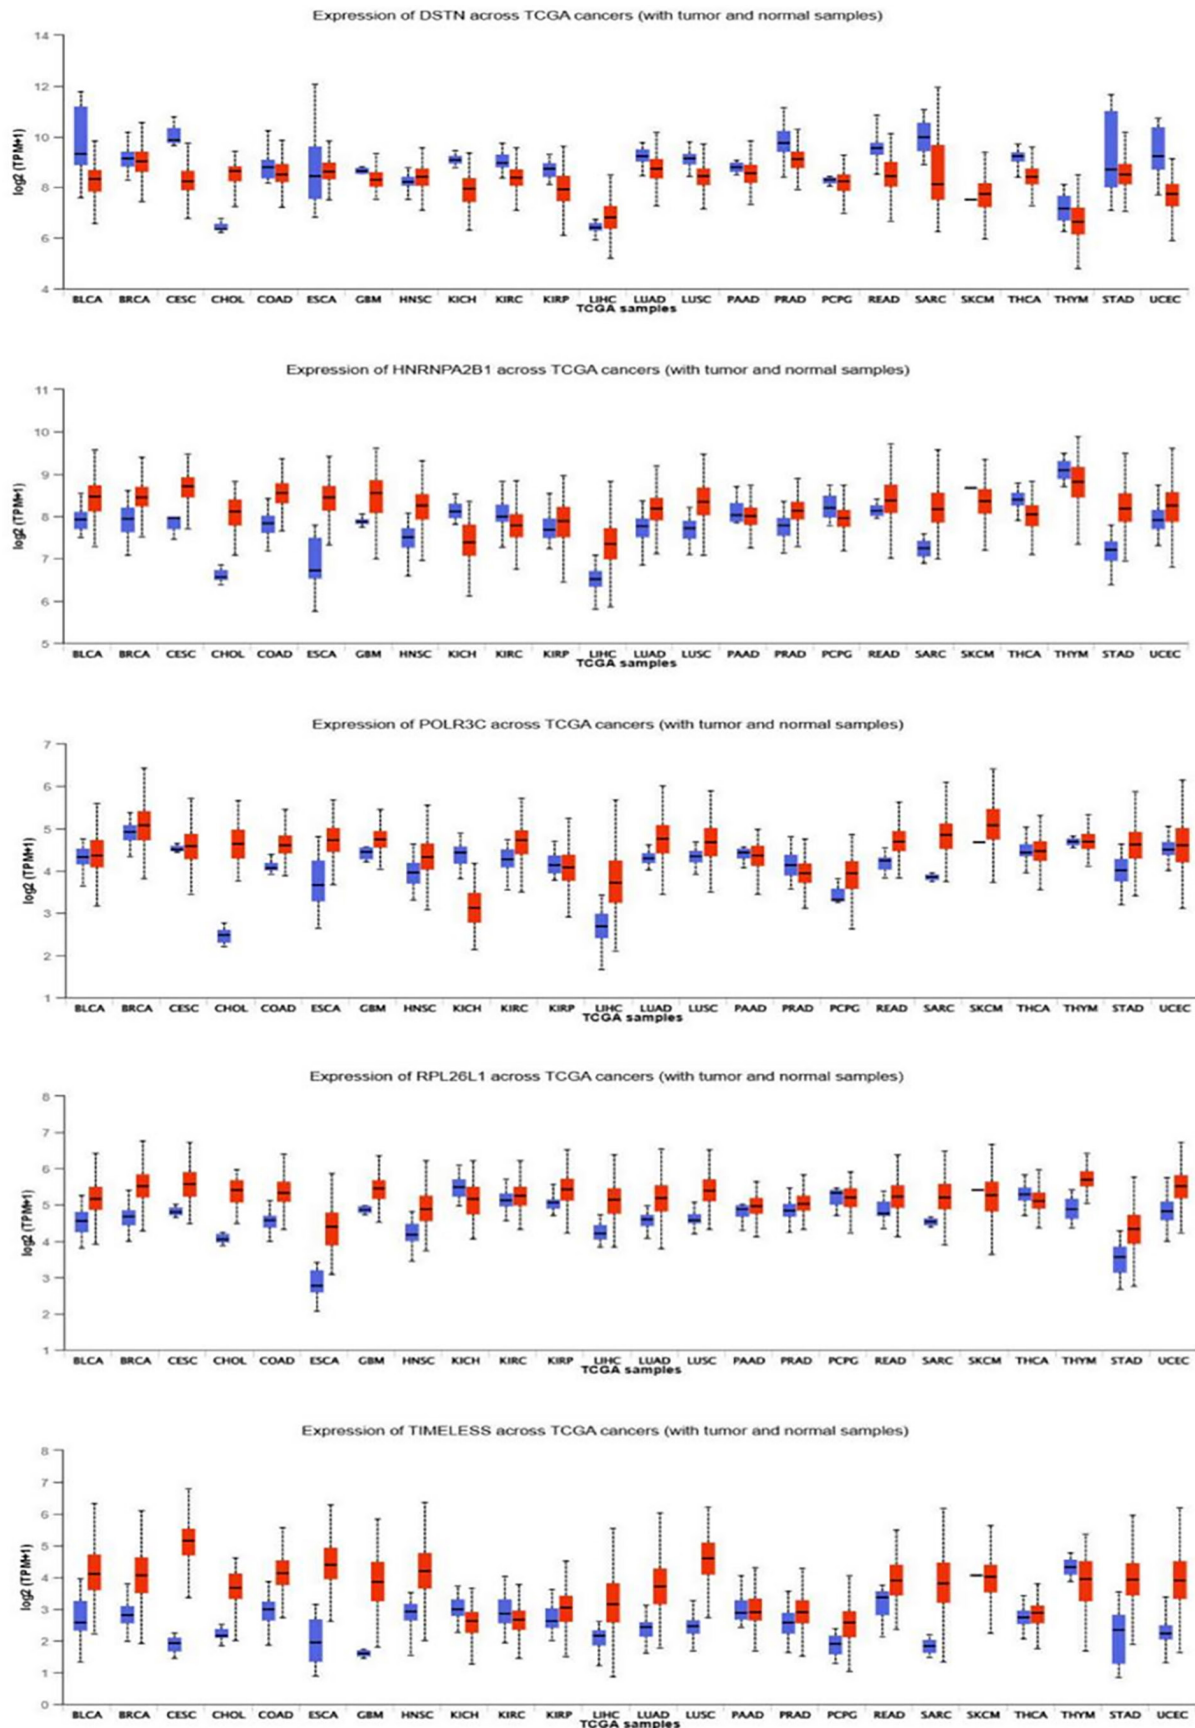 Expression of DSTN across TCGA cancers (with tumor and normal samples)
14
12
10
8
6
4
log2 (TPM+1)
BLCA BRCA CESC CHOL COAD ESCA GBM HNSC KICH KIRC KIRP LIHC LUAD LUSC PAAD PRAD PCPG READ SARC SKCM THCA THYM STAD UCEC
TCGA samples
Expression of HNRNPA2B1 across TCGA cancers (with tumor and normal samples)
11
10
9
8
7
6
5
log2 (TPM+1)
BLCA BRCA CESC CHOL COAD ESCA GBM HNSC KICH KIRC KIRP LIHC LUAD LUSC PAAD PRAD PCPG READ SARC SKCM THCA THYM STAD UCEC
TCGA samples
Expression of POLR3C across TCGA cancers (with tumor and normal samples)
7
6
5
4
3
2
1
log2 (TPM+1)
BLCA BRCA CESC CHOL COAD ESCA GBM HNSC KICH KIRC KIRP LIHC LUAD LUSC PAAD PRAD PCPG READ SARC SKCM THCA THYM STAD UCEC
TCGA samples
Expression of RPL26L1 across TCGA cancers (with tumor and normal samples)
8
7
6
5
4
3
2
1
log2 (TPM+1)
BLCA BRCA CESC CHOL COAD ESCA GBM HNSC KICH KIRC KIRP LIHC LUAD LUSC PAAD PRAD PCPG READ SARC SKCM THCA THYM STAD UCEC
TCGA samples
Expression of TIMELESS across TCGA cancers (with tumor and normal samples)
8
7
6
5
4
3
2
1
0
log2 (TPM+1)
BLCA BRCA CESC CHOL COAD ESCA GBM HNSC KICH KIRC KIRP LIHC LUAD LUSC PAAD PRAD PCPG READ SARC SKCM THCA THYM STAD UCEC
TCGA samples